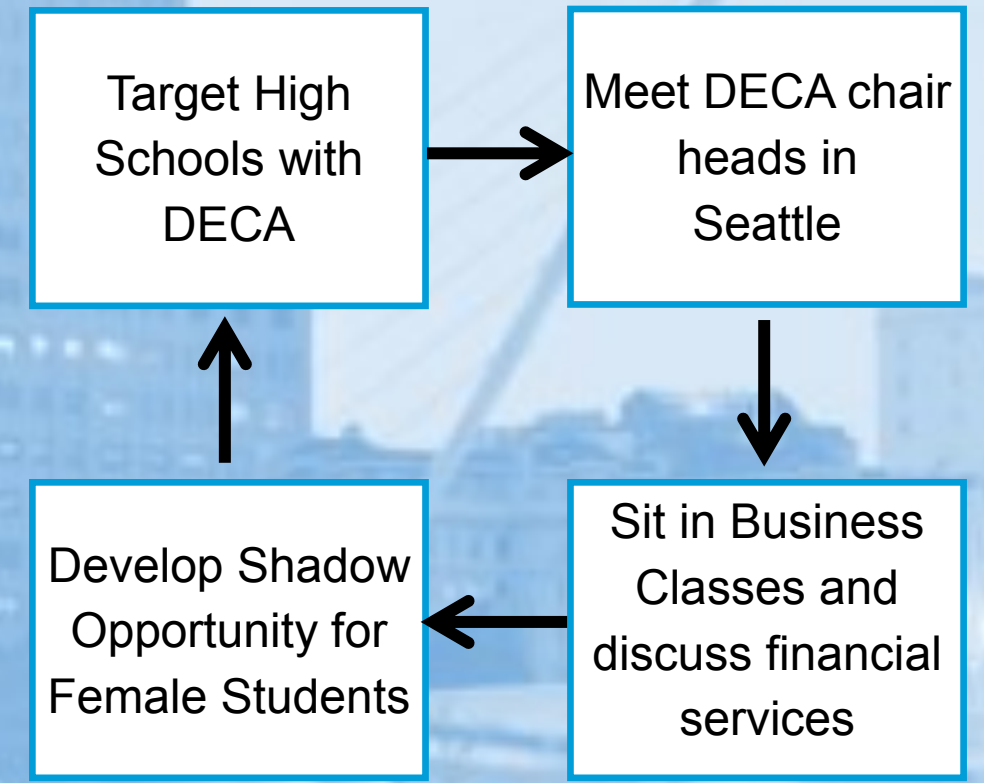 Target High
Schools with
DECA
Meet DECA chair
heads in
Seattle
Sit in Business
Classes and
discuss financial
services
Develop Shadow
Opportunity for
Female Students